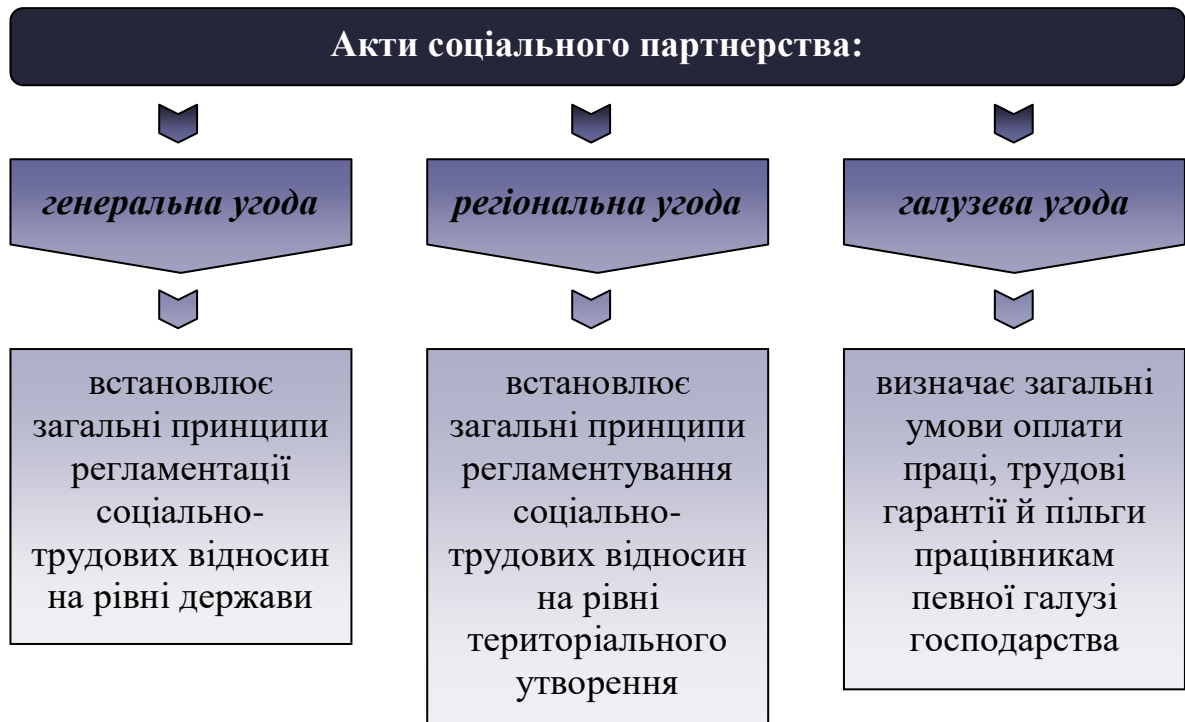 Акти соціального партнерства:
генеральна угода
регіональна угода
галузева угода
встановлює
загальні принципи
регламентації
соціально-
трудових відносин
на рівні держави
встановлює
загальні принципи
регламентування
соціально-
трудових відносин
на рівні
територіального
утворення
визначає загальні
умови оплати
праці, трудові
гарантії й пільги
працівникам
певної галузі
господарства